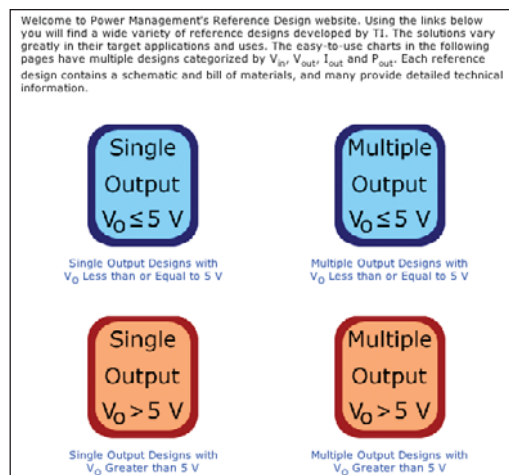 Welcome to Power Management's Reference Design website. Using the links below
you will find a wide variety of reference designs developed by TI. The solutions vary
greatly in their target applications and uses. The easy-to-use charts in the following
pages have multiple designs categorized by Vin, Vout, Iout and Pout. Each reference
design contains a schematic and bill of materials, and many provide detailed technical
information.
Single
Output
VO ≤ 5 V
Multiple
Output
VO ≤ 5 V
Single Output Designs with
VO Less than or Equal to 5 V
Multiple Output Designs with
VO Less than or Equal to 5 V
Single
Output
VO > 5 V
Multiple
Output
VO > 5 V
Single Output Designs with
VO Greater than 5 V
Multiple Output Designs with
VO Greater than 5 V